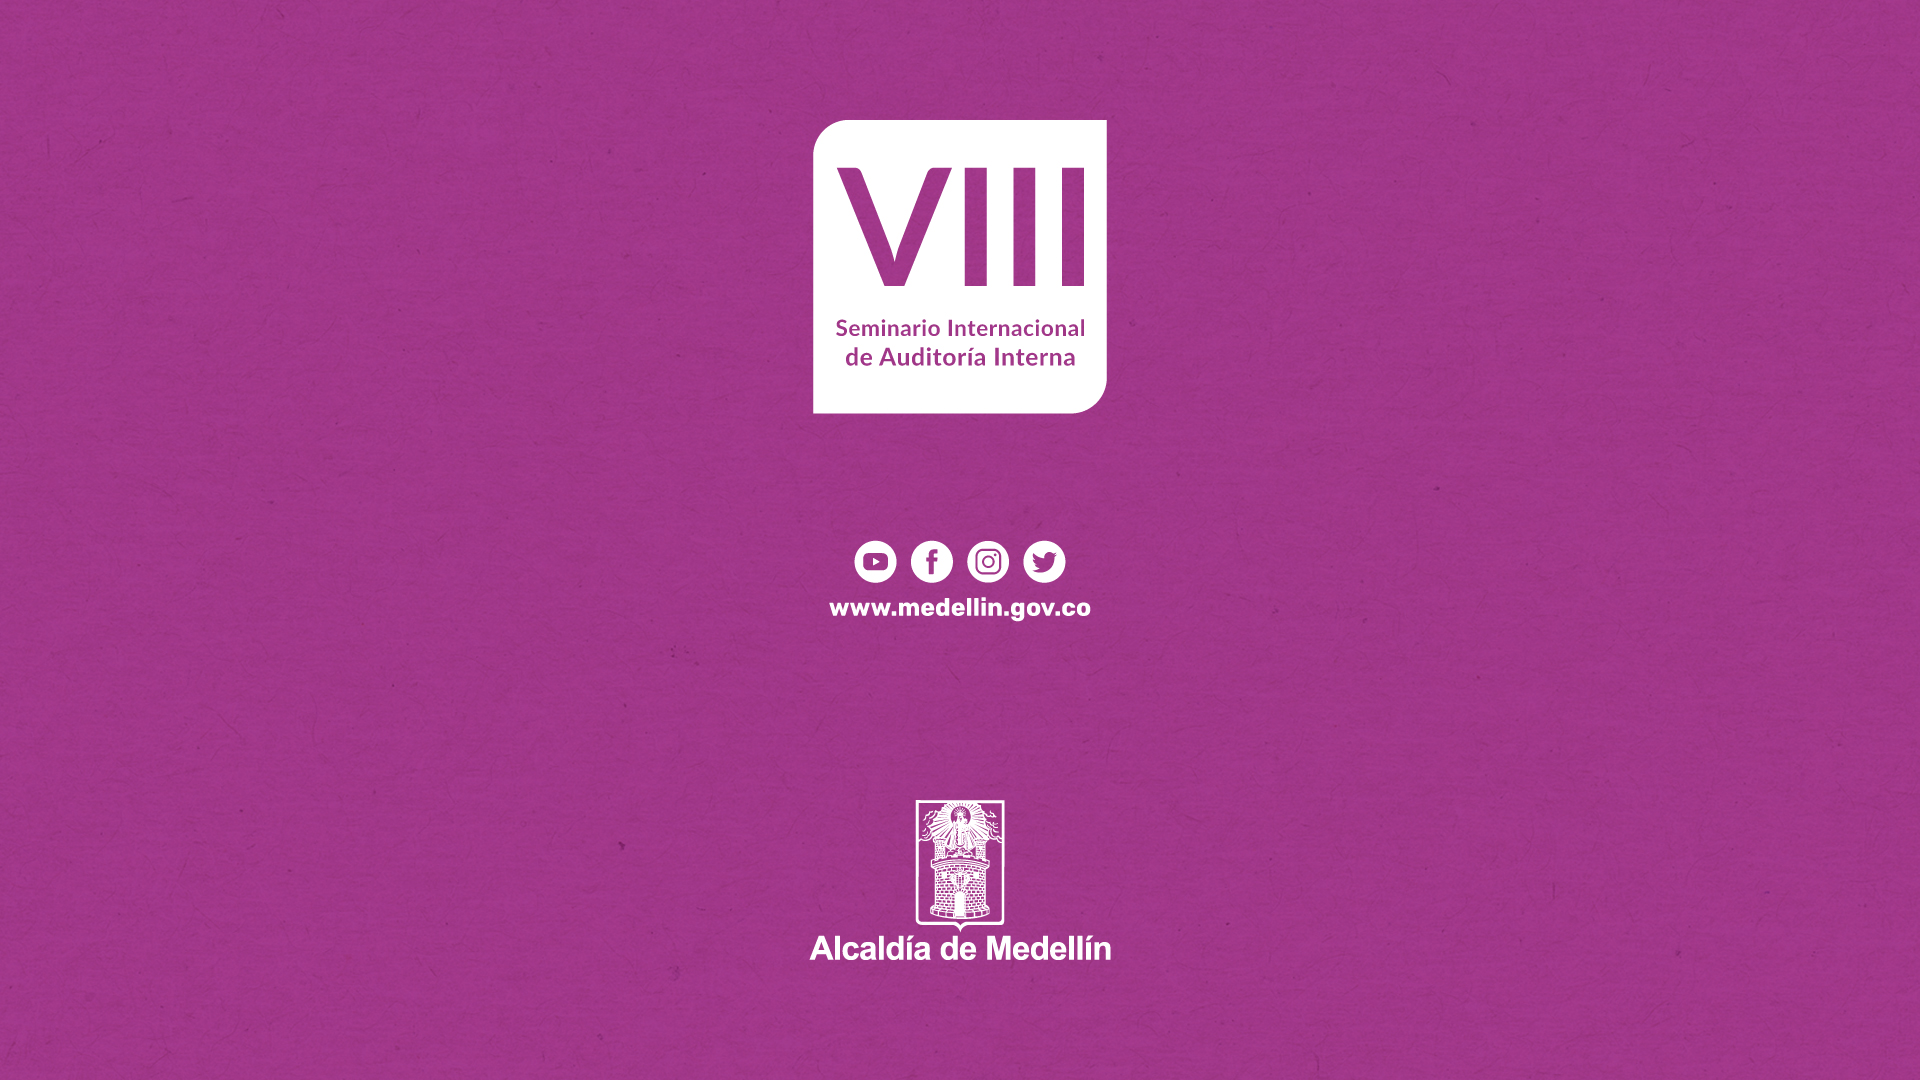 VIII
Seminario Internacional
de Auditoría Interna
www.medellin.gov.co
Alcaldía de Medellín